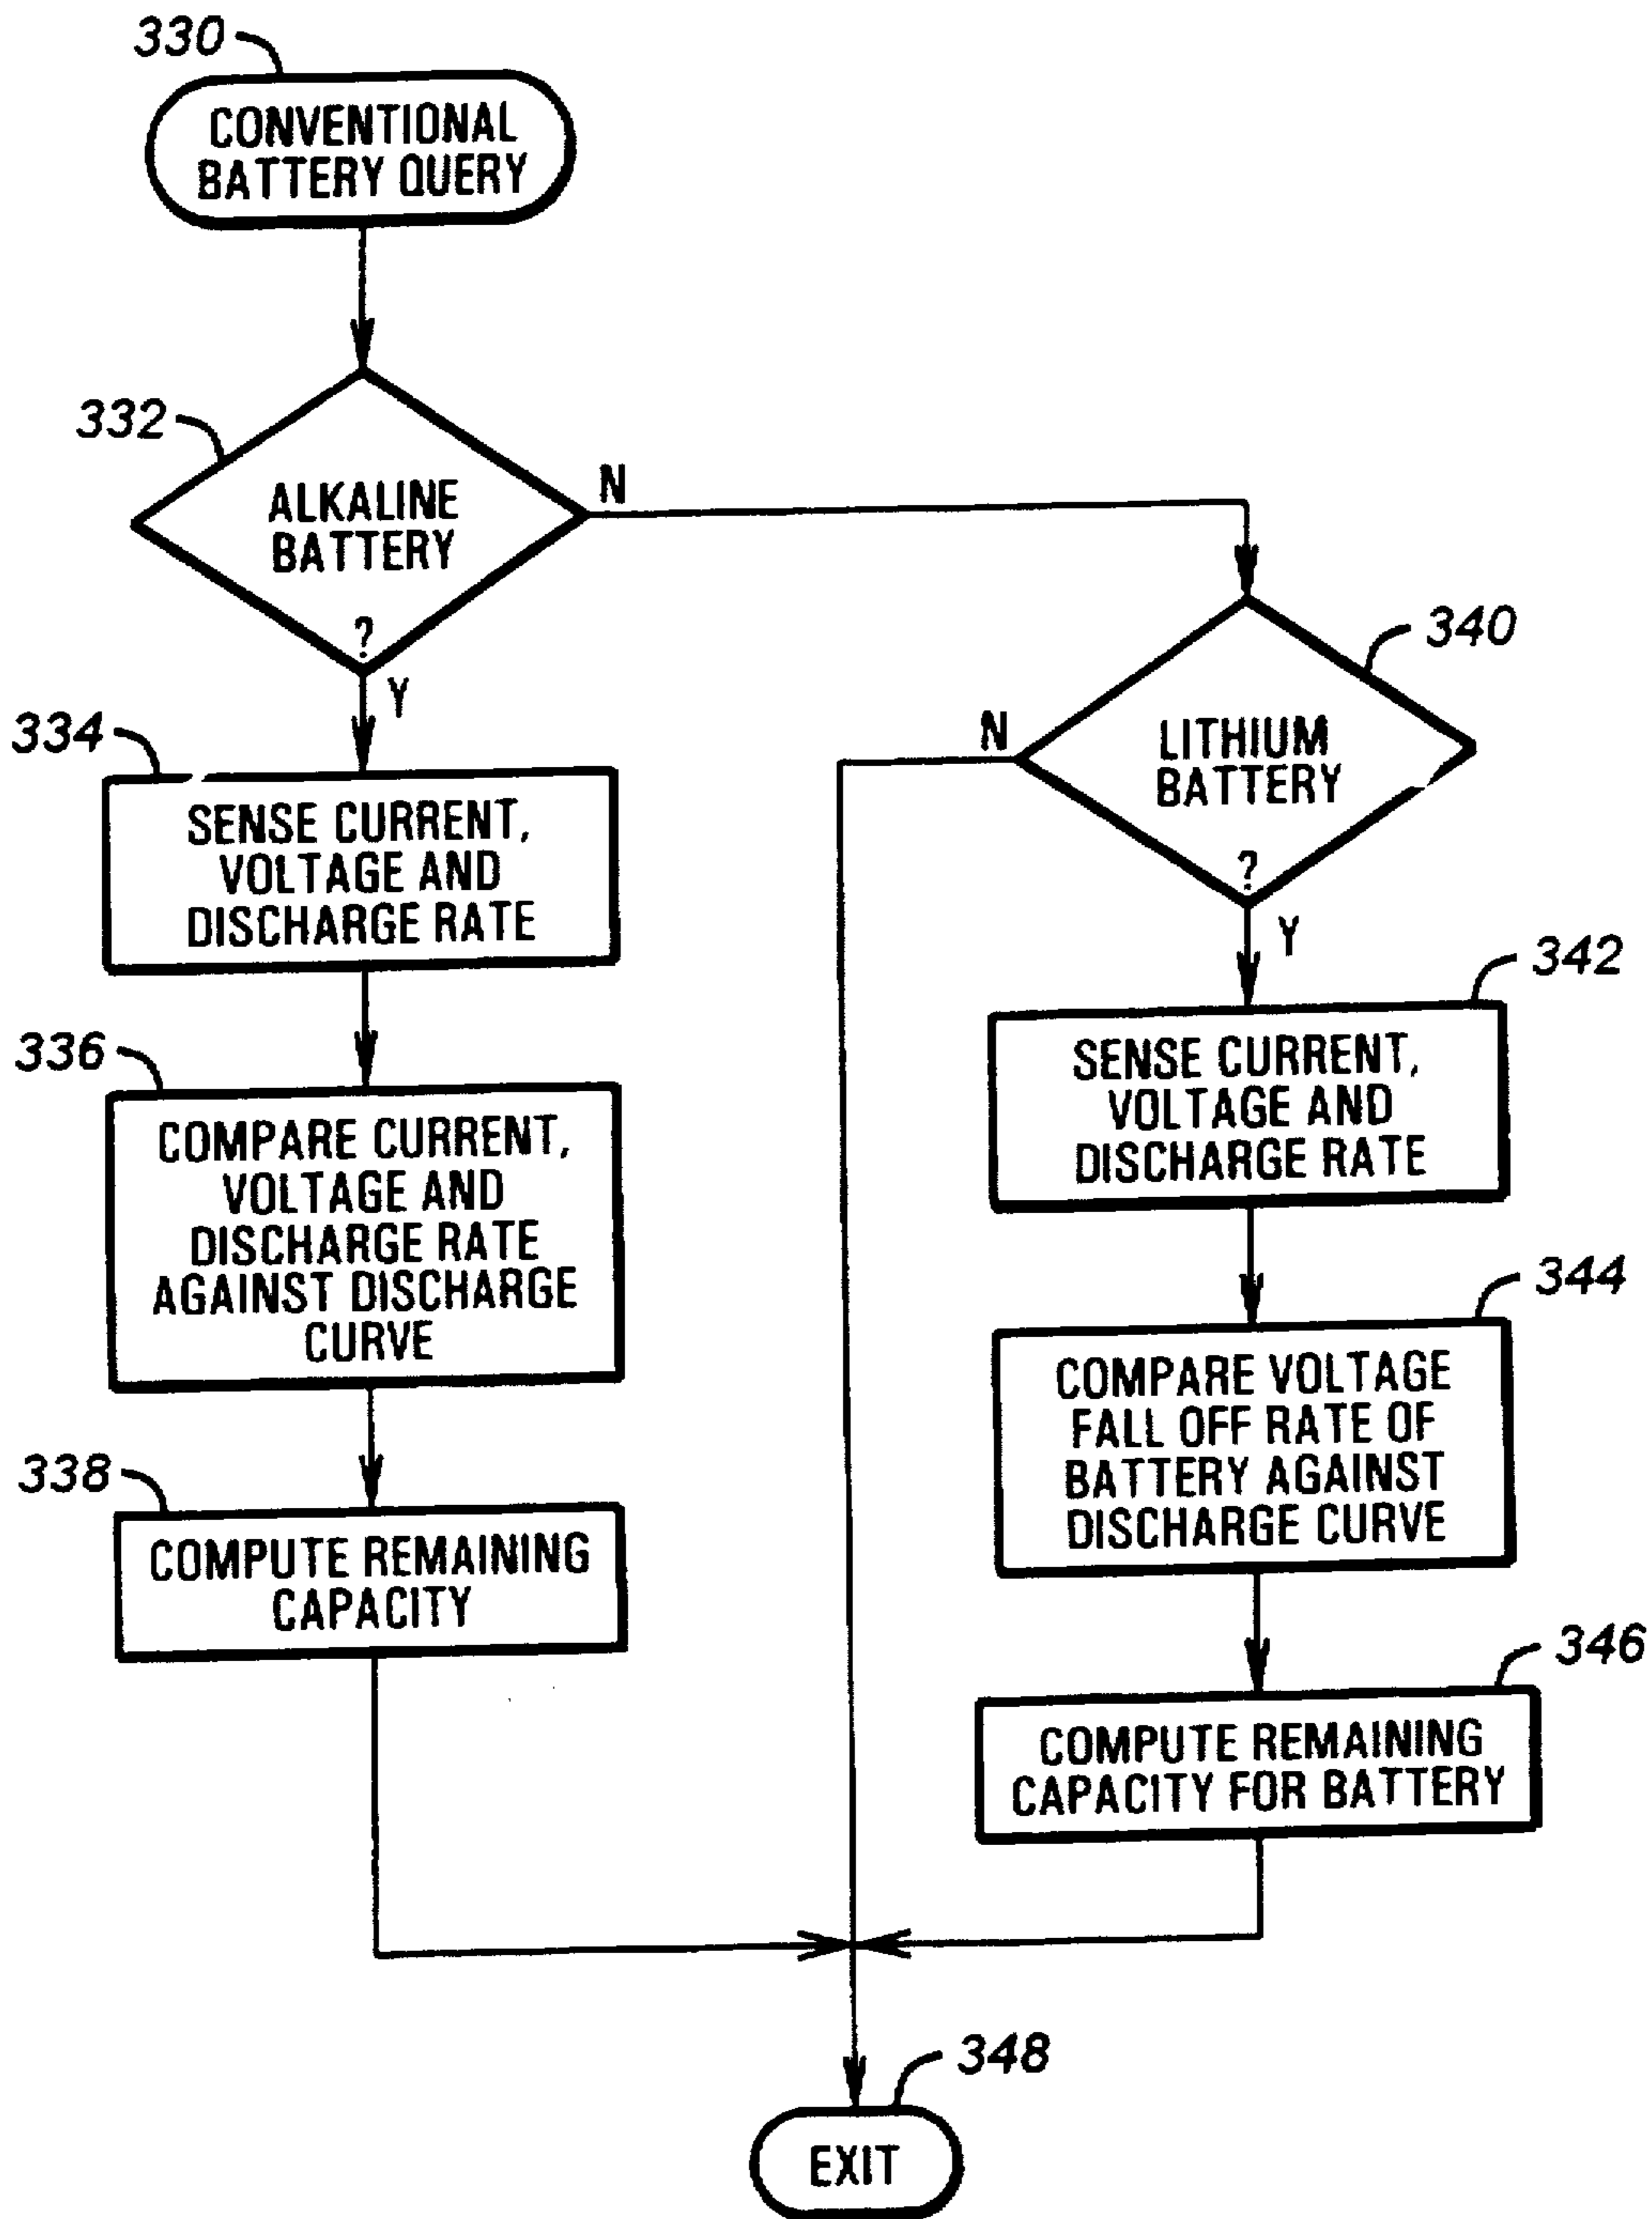 330
CONVENTIONAL
BATTERY QUERY
332
ALKALINE
BATTERY
?
N
Y
334
SENSE CURRENT,
VOLTAGE AND
DISCHARGE RATE
336
COMPARE CURRENT,
VOLTAGE AND
DISCHARGE RATE
AGAINST DISCHARGE
CURVE
338
COMPUTE REMAINING
CAPACITY
340
LITHIUM
BATTERY
?
N
Y
342
SENSE CURRENT,
VOLTAGE AND
DISCHARGE RATE
344
COMPARE VOLTAGE
FALL OFF RATE OF
BATTERY AGAINST
DISCHARGE CURVE
346
COMPUTE REMAINING
CAPACITY FOR BATTERY
348
EXIT